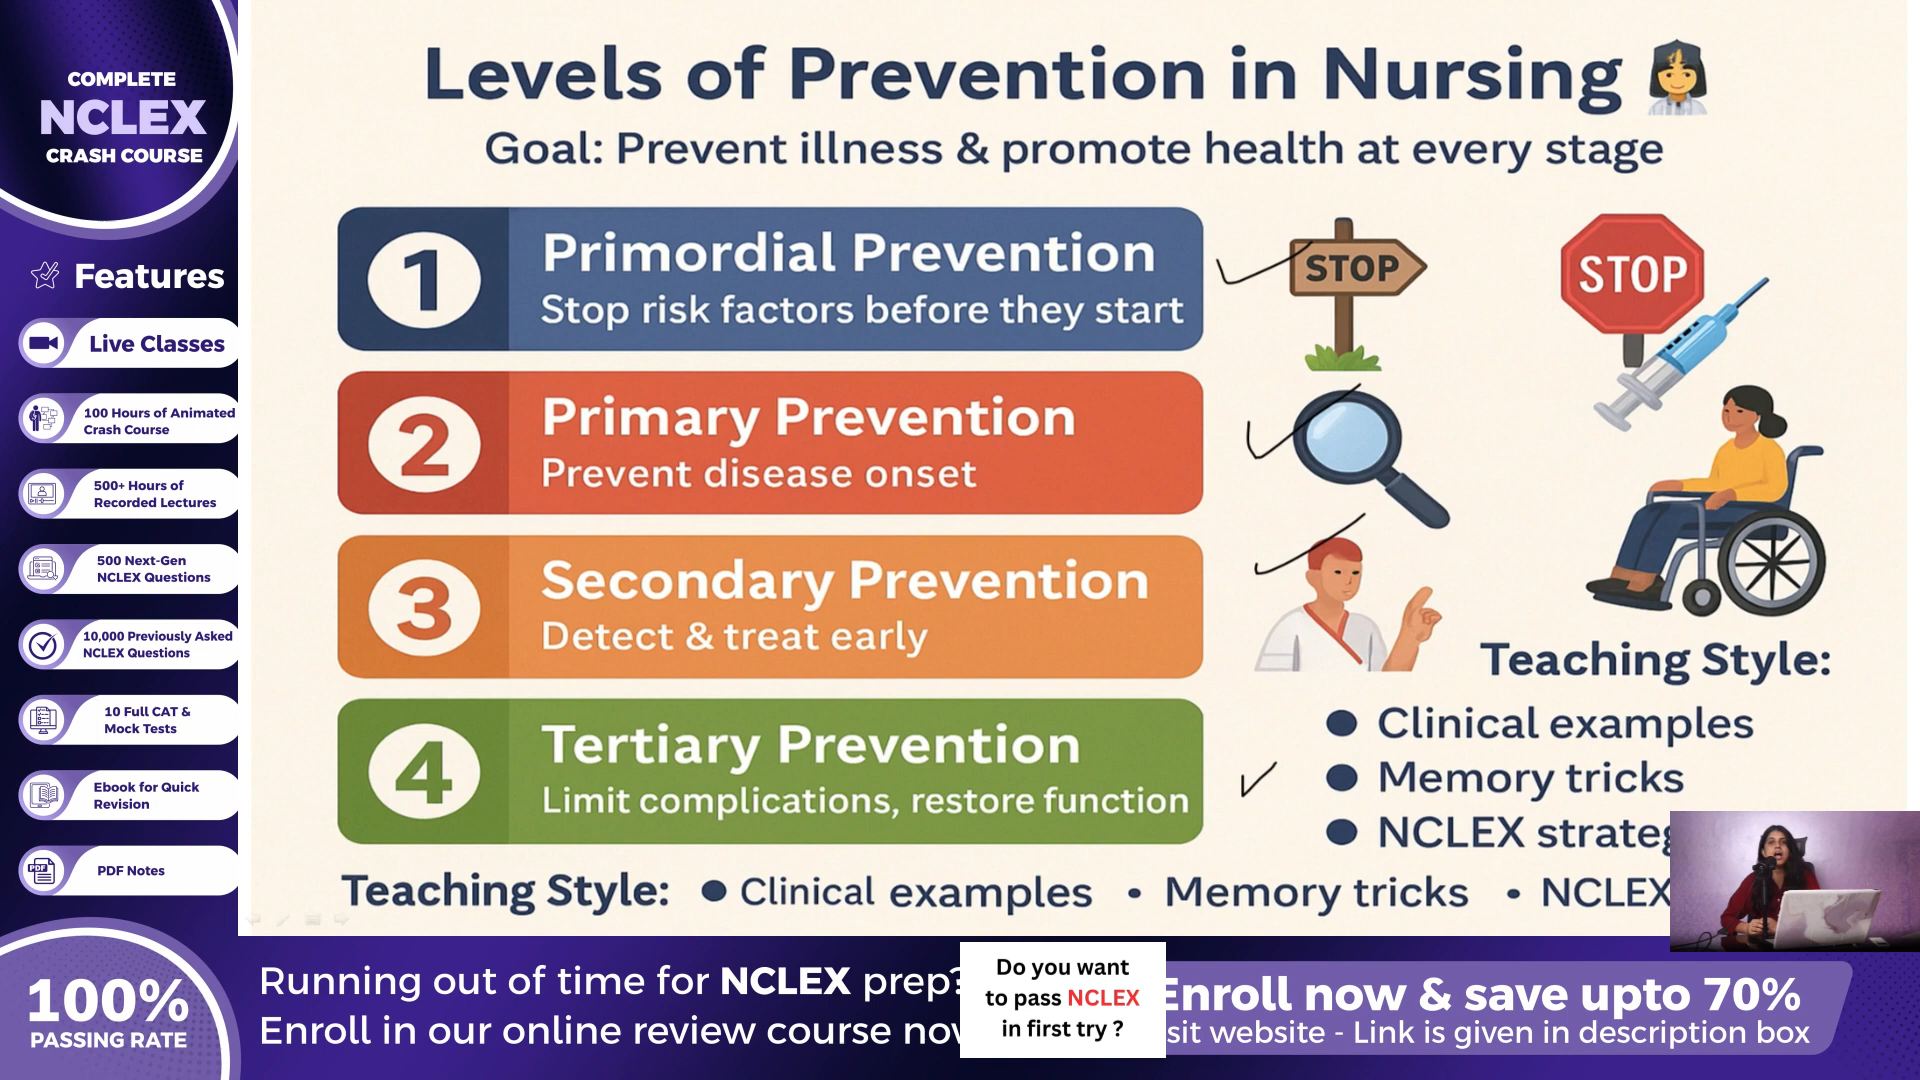 COMPLETE
NCLEX
CRASH COURSE
Features
Live Classes
100 Hours of Animated
Crash Course
500+ Hours of
Recorded Lectures
500 Next-Gen
NCLEX Questions
10,000 Previously Asked
NCLEX Questions
10 Full CAT &
Mock Tests
Ebook for Quick
Revision
PDF
PDF Notes
100%
PASSING RATE
Levels of Prevention in Nursing
Goal: Prevent illness & promote health at every stage
1
Primordial Prevention
Stop risk factors before they start
STOP
STOP
2
Primary Prevention
Prevent disease onset
3
Secondary Prevention
Detect & treat early
4
Tertiary Prevention
Limit complications, restore function
Teaching Style:
• Clinical examples
• Memory tricks
• NCLEX
Teaching Style: • Clinical examples • Memory tricks • NCLEX
Running out of time for NCLEX prep?
Enroll in our online review course
Do you want
to pass NCLEX
in first try ?
Enroll now & save upto 70%
website - Link is given in description box